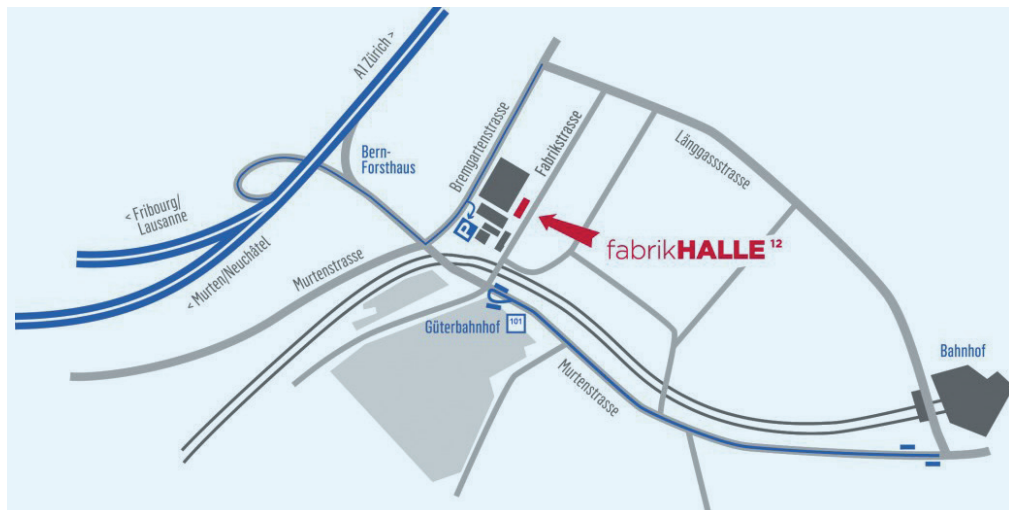 A1 Zürich >
Bern-
Forsthaus
Bremgartenstrasse
Fabrikstrasse
Länggassstrasse
< Fribourg/
Lausanne
< Murten/Neuchâtel
Murtenstrasse
P
fabrikHALLE 12
Güterbahnhof
101
Murtenstrasse
Bahnhof